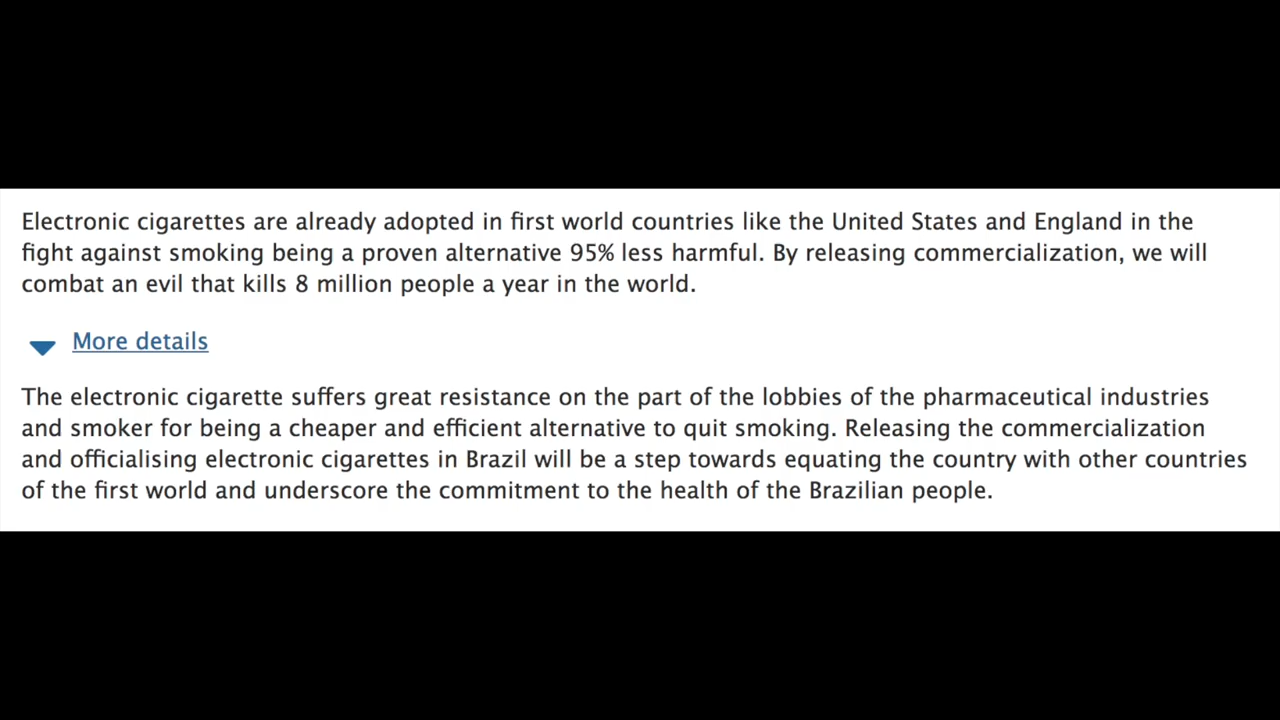 Electronic cigarettes are already adopted in first world countries like the United States and England in the
fight against smoking being a proven alternative 95% less harmful. By releasing commercialization, we will
combat an evil that kills 8 million people a year in the world.
More details
The electronic cigarette suffers great resistance on the part of the lobbies of the pharmaceutical industries
and smoker for being a cheaper and efficient alternative to quit smoking. Releasing the commercialization
and officialising electronic cigarettes in Brazil will be a step towards equating the country with other countries
of the first world and underscore the commitment to the health of the Brazilian people.